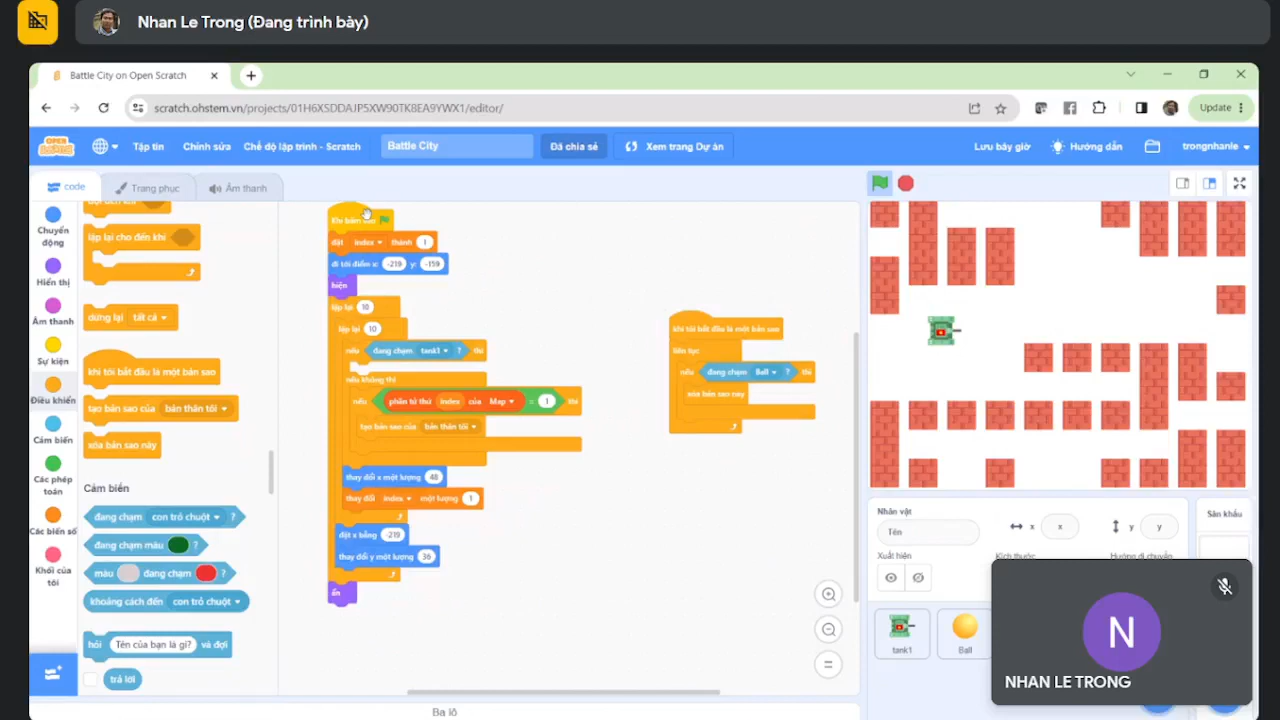 Nhan Le Trong (Đang trình bày)
Battle City on Open Scratch
scratch.ohstem.vn/projects/01H6XSDDAJP5XW90TK8EA9YWX1/editor/
Update
Tập tin
Chỉnh sửa
Chế độ lập trình - Scratch
Battle City
Đã chia sẻ
Xem trang Dự án
Lưu bây giờ
Hướng dẫn
trongnhanle
code
Trang phục
Âm thanh
Chuyển động
Hiển thị
Âm thanh
Sự kiện
Điều khiển
Cảm biến
Các phép toán
Các biến số
Khối của tôi
lặp lại cho đến khi
dừng lại tất cả
khi tôi bắt đầu là một bản sao
tạo bản sao của bản thân tôi
xóa bản sao này
Cảm biến
đang chạm con trỏ chuột ?
đang chạm màu ?
màu đang chạm ?
khoảng cách đến con trỏ chuột
hỏi Tên của bạn là gì? và đợi
trả lời
Khi bấm
đặt index thành 1
đi tới điểm x: -219 y: -159
hiện
lặp lại 10
lặp lại 10
nếu đang chạm tank1 ? thì
nếu không thì
nếu phần tử thứ index của Map = 1 thì
tạo bản sao của bản thân tôi
thay đổi x một lượng 48
thay đổi index một lượng 1
đặt x bằng -219
thay đổi y một lượng 36
ẩn
khi tôi bắt đầu là một bản sao
liên tục
nếu đang chạm Ball ? thì
xóa bản sao này
Ba lô
Nhân vật
Tên
x x
y y
Xuất hiện
Kích thước
Hướng di chuyển
Sân khấu
tank1
Ball
N
NHAN LE TRONG